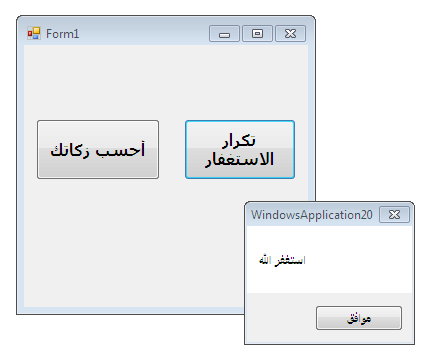 Form1
أحسب زكاتك
تكرار
الاستغفار
WindowsApplication20
استغفر الله
موافق